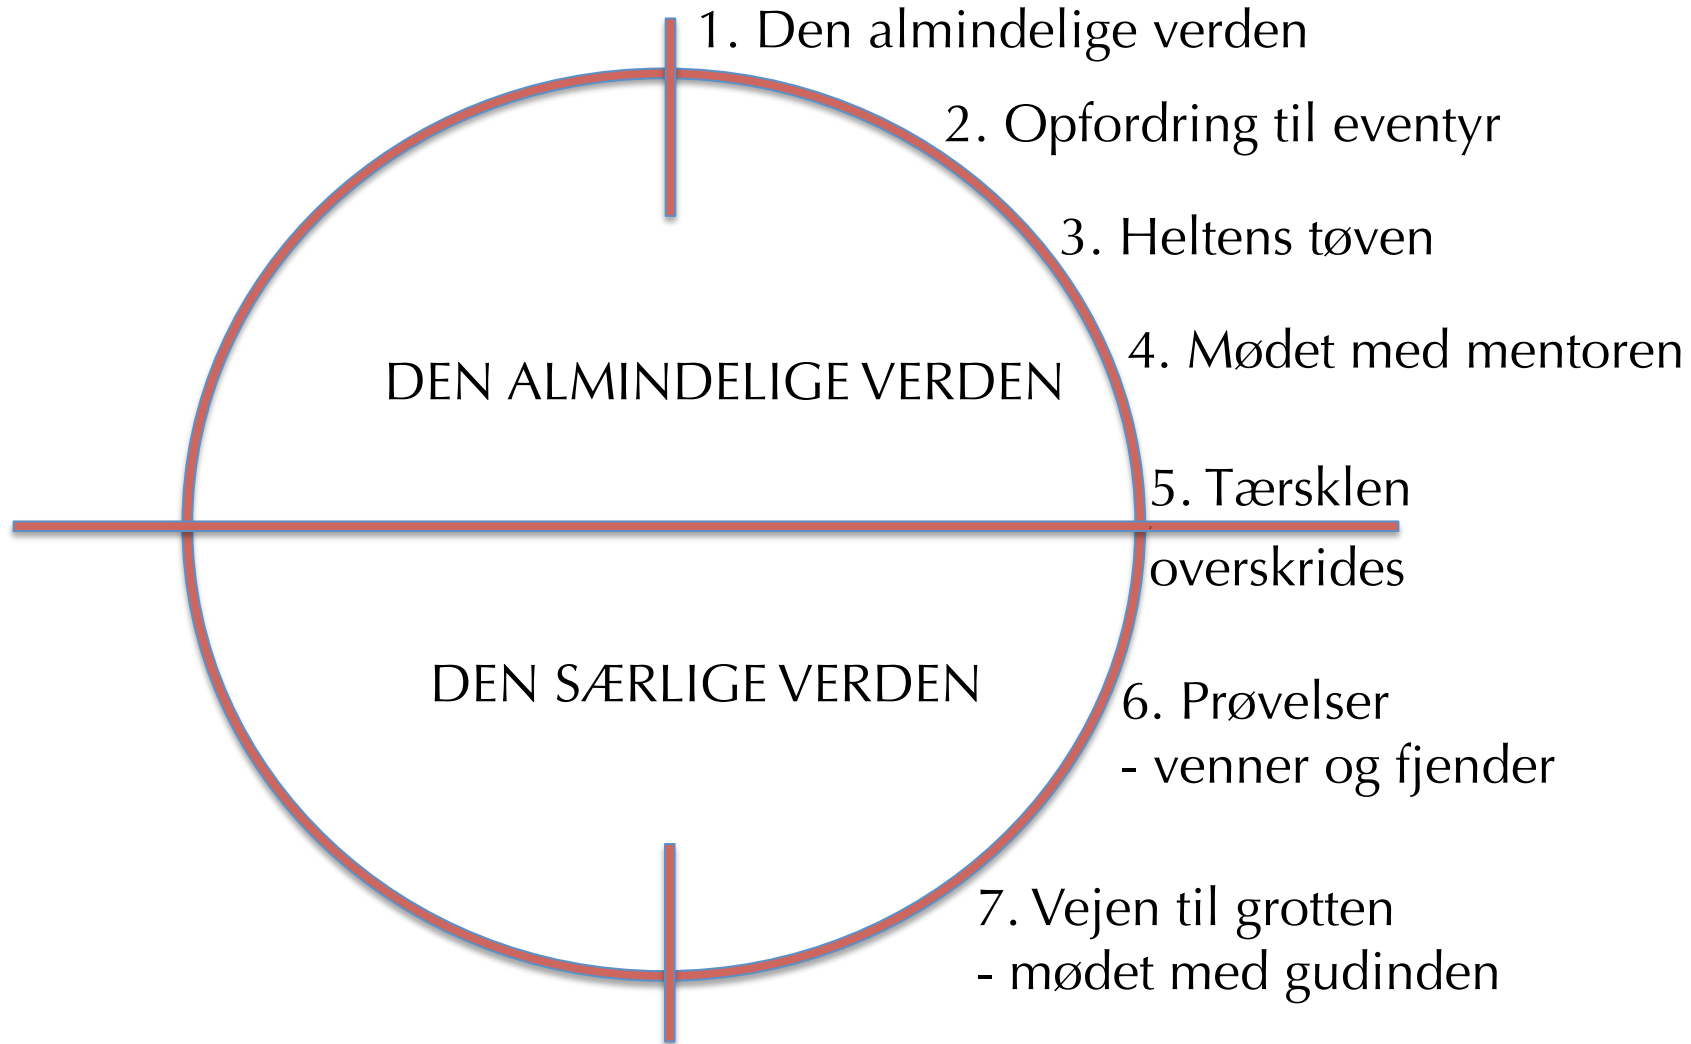 1. Den almindelige verden
2. Opfordring til eventyr
3. Heltens tøven
4. Mødet med mentoren
DEN ALMINDELIGE VERDEN
5. Tærsklen
overskrides
DEN SÆRLIGE VERDEN
6. Prøvelser
- venner og fjender
7. Vejen til grotten
- mødet med gudinden